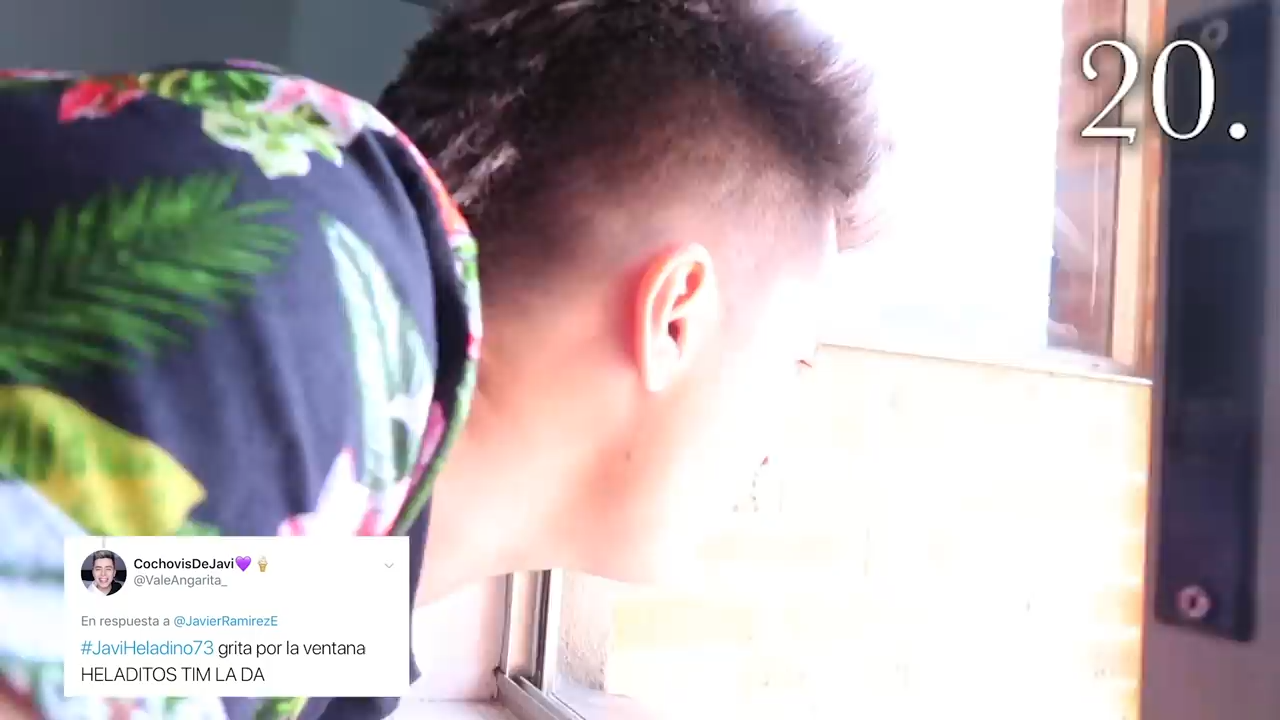 20.
CochovisDeJavi💜🍦
@ValeAngarita_
En respuesta a @JavierRamirezE
#JaviHeladino73 grita por la ventana
HELADITOS TIM LA DA